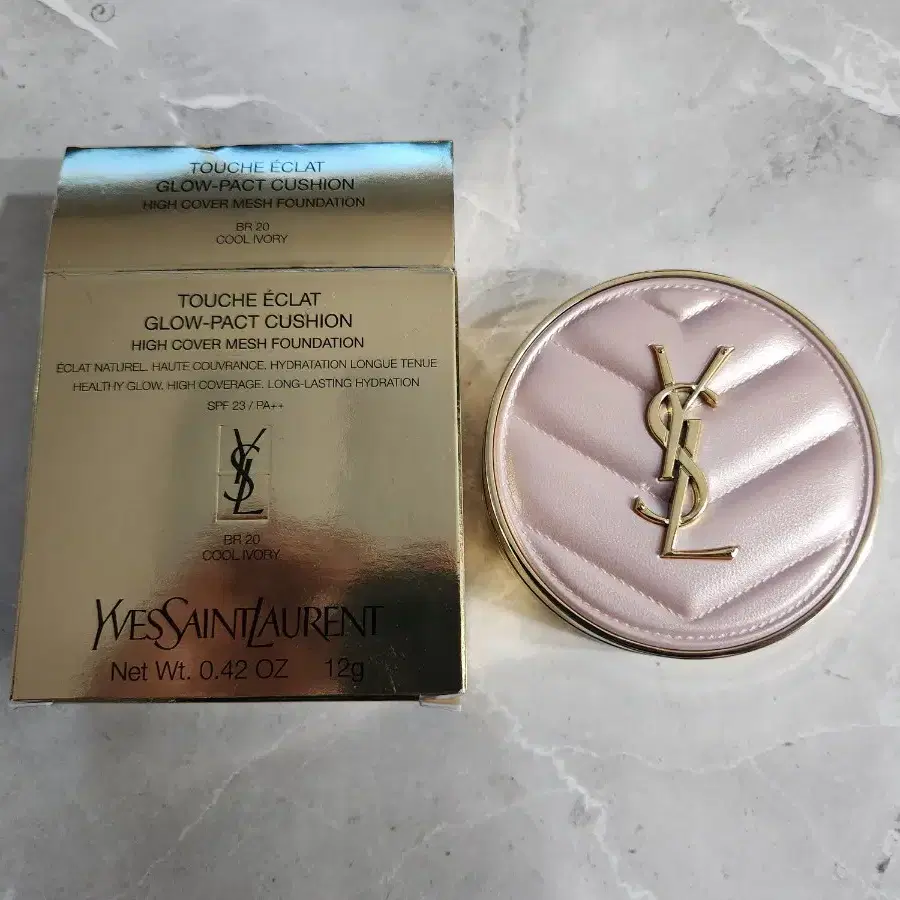 TOUCHE ÉCLAT
GLOW-PACT CUSHION
HIGH COVER MESH FOUNDATION
BR 20
COOL IVORY
TOUCHE ÉCLAT
GLOW-PACT CUSHION
HIGH COVER MESH FOUNDATION
ÉCLAT NATUREL. HAUTE COUVRANCE. HYDRATATION LONGUE TENUE
HEALTHY GLOW. HIGH COVERAGE. LONG-LASTING HYDRATION
SPF 23 / PA++
YSL
BR 20
COOL IVORY
YVESSAINTLAURENT
Net Wt. 0.42 OZ 12g
YSL